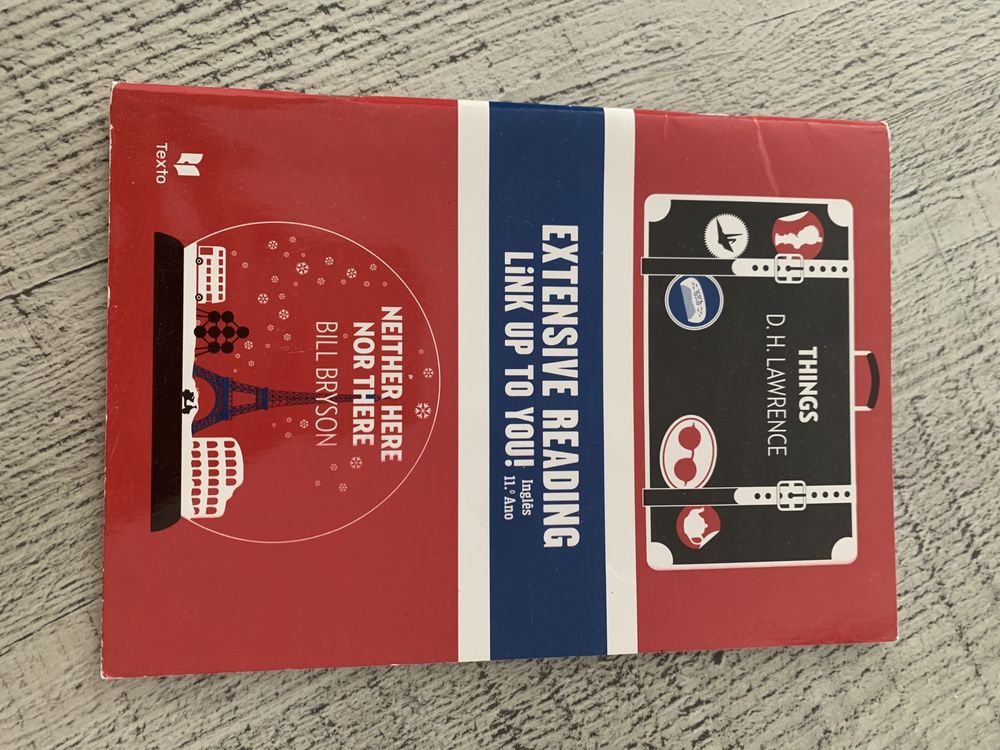 THINGS
D. H. LAWRENCE
EXTENSIVE READING
LiNK UP TO YOU!
Inglês
11.º Ano
NEITHER HERE
NOR THERE
BILL BRYSON
Texto